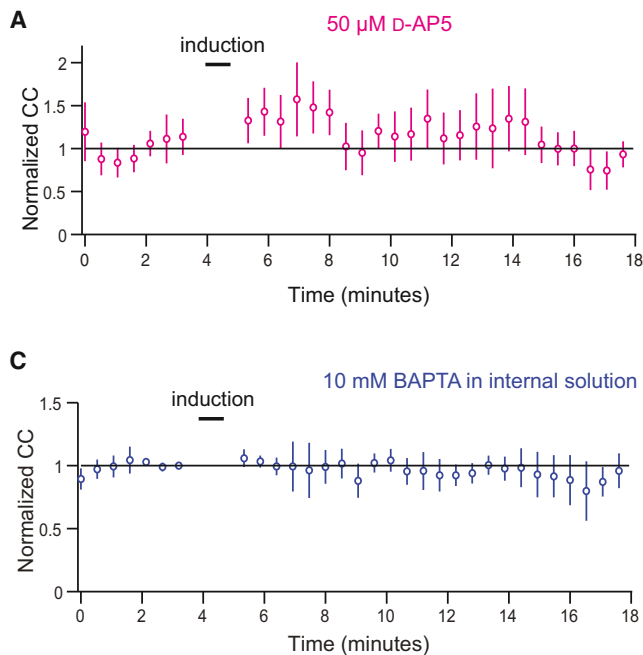 A
50 µM D-AP5
induction
Normalized CC
2
1.5
1
0.5
0
0 2 4 6 8 10 12 14 16 18
Time (minutes)
C
10 mM BAPTA in internal solution
induction
Normalized CC
1.5
1
0.5
0
0 2 4 6 8 10 12 14 16 18
Time (minutes)